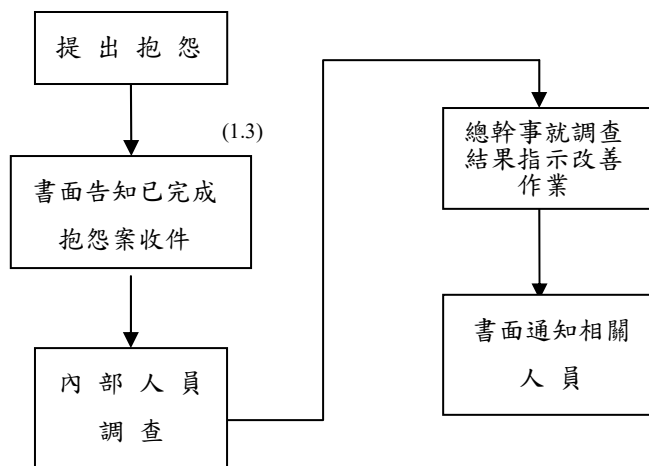 提出抱怨
(1.3)
書面告知已完成
抱怨案收件
內部人員
調查
總幹事就調查
結果指示改善
作業
書面通知相關
人員